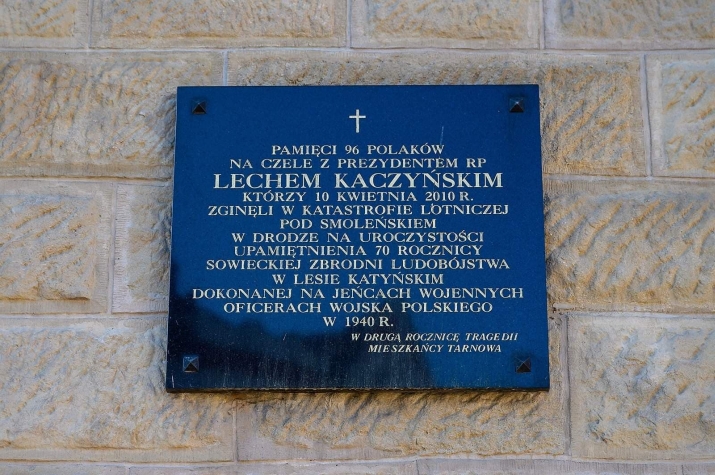 PAMIĘCI 96 POLAKÓW
NA CZELE Z PREZYDENTEM RP
LECHEM KACZYŃSKIM
KTÓRZY 10 KWIETNIA 2010 R.
ZGINĘLI W KATASTROFIE LOTNICZEJ
POD SMOLEŃSKIEM
W DRODZE NA UROCZYSTOŚCI
UPAMIĘTNIENIA 70 ROCZNICY
SOWIECKIEJ ZBRODNI LUDOBÓJSTWA
W LESIE KATYŃSKIM
DOKONANEJ NA JEŃCACH WOJENNYCH
OFICERACH WOJSKA POLSKIEGO
W 1940 R.
W DRUGĄ ROCZNICĘ TRAGEDII
MIESZKAŃCY TARNOWA